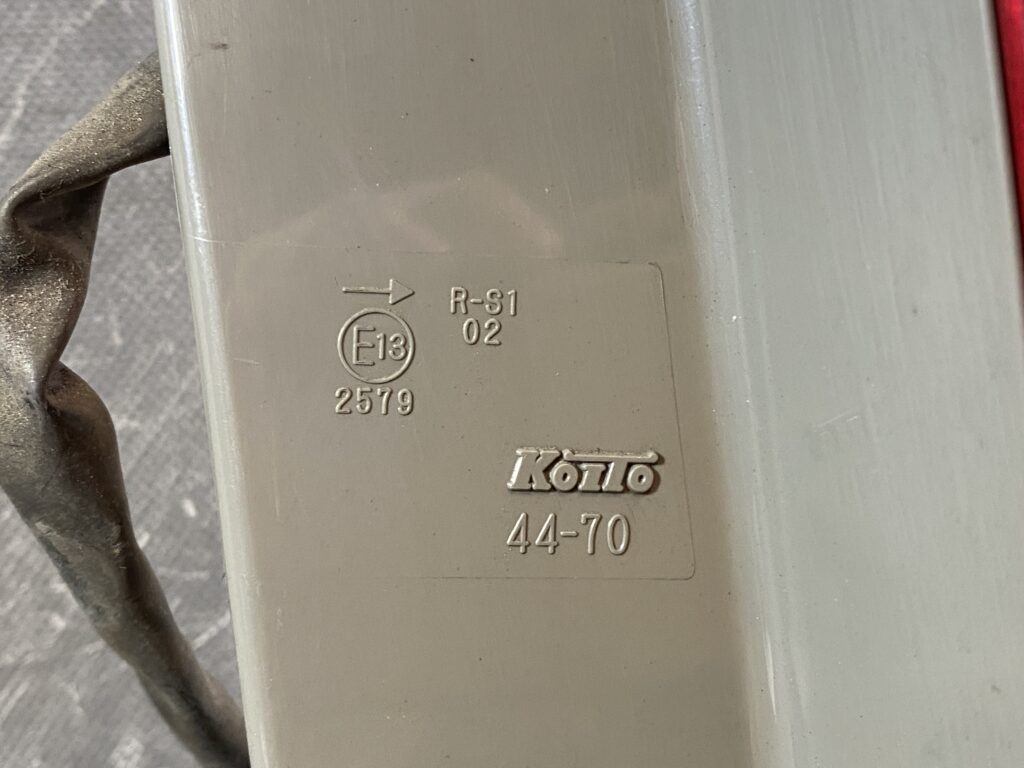 → R-S1
E13 02
2579
KOITO
44-70